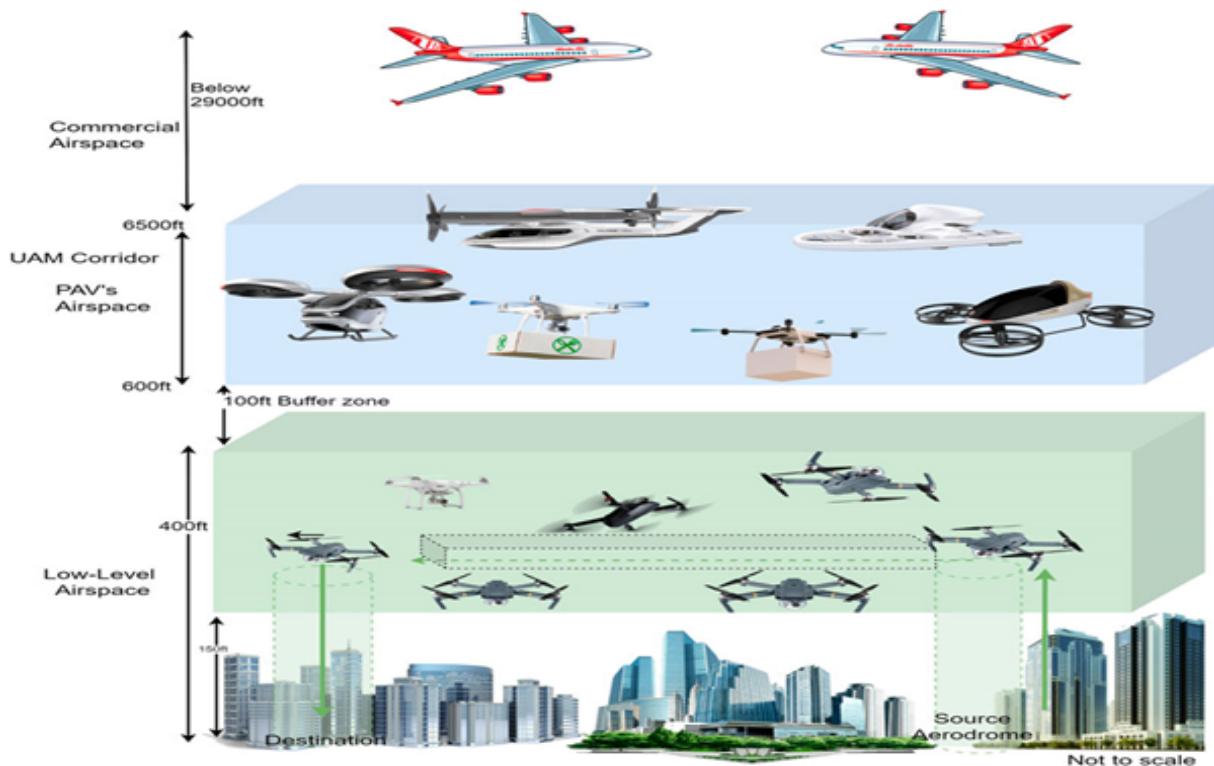 Below
29000ft
Commercial
Airspace
6500ft
UAM Corridor
PAV's
Airspace
600ft
100ft Buffer zone
400ft
Low-Level
Airspace
150ft
Destination
Source
Aerodrome
Not to scale